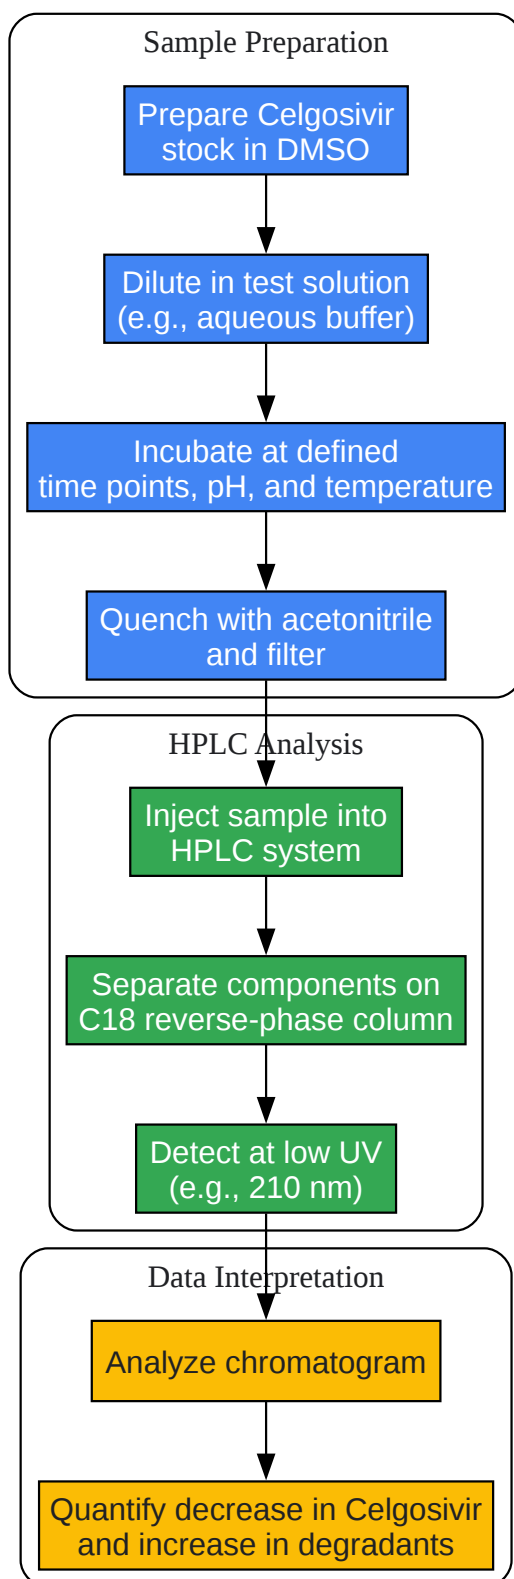 Sample Preparation
Prepare Celgosivir
stock in DMSO
Dilute in test solution
(e.g., aqueous buffer)
Incubate at defined
time points, pH, and temperature
Quench with acetonitrile
and filter
HPLC Analysis
Inject sample into
HPLC system
Separate components on
C18 reverse-phase column
Detect at low UV
(e.g., 210 nm)
Data Interpretation
Analyze chromatogram
Quantify decrease in Celgosivir
and increase in degradants